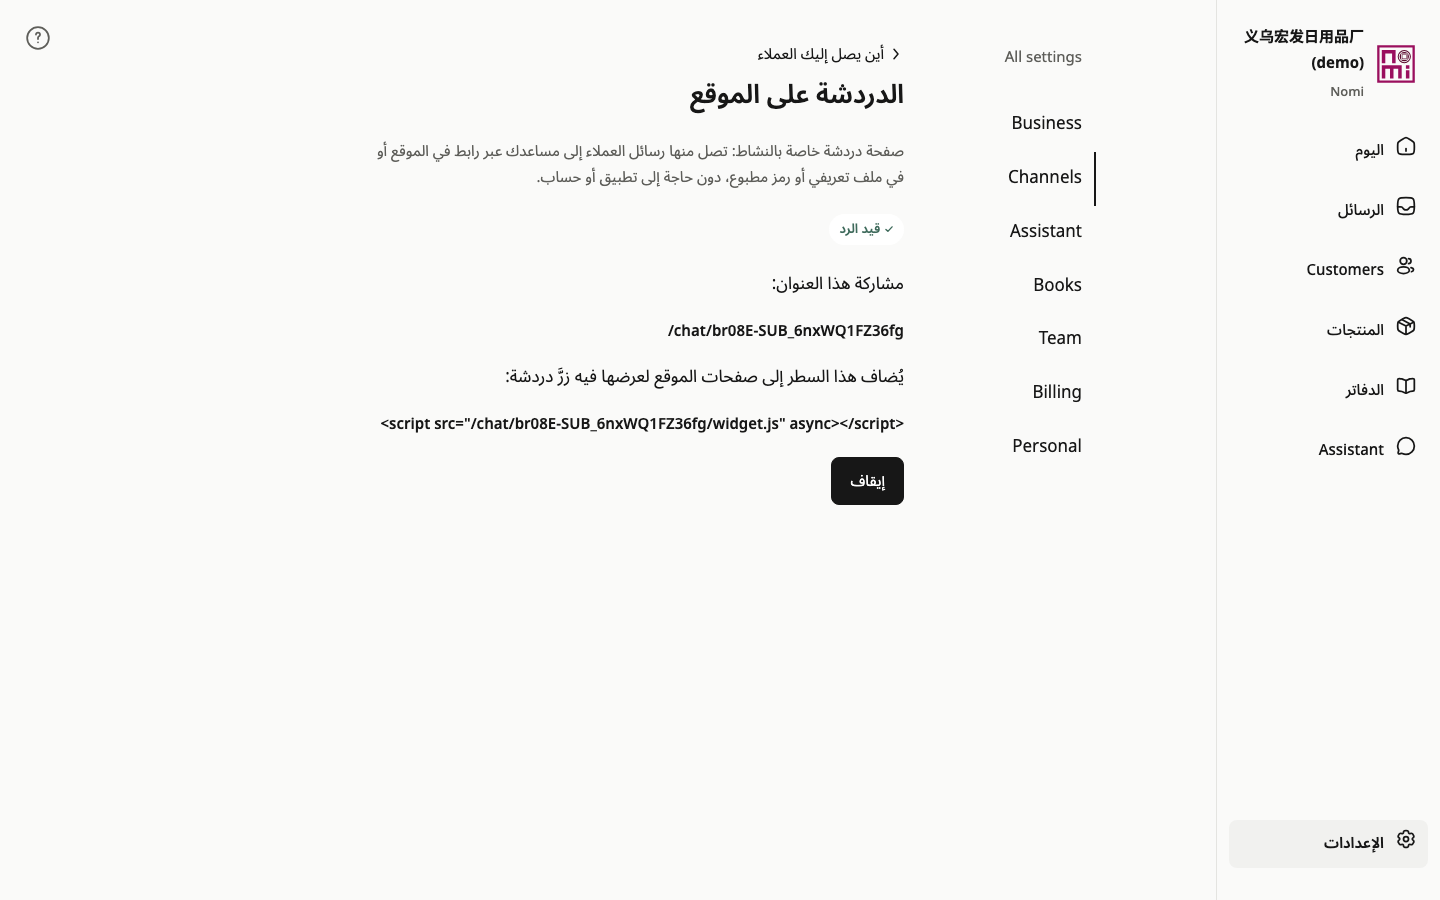 义乌宏发日用品厂
(demo)
Nomi
اليوم
الرسائل
Customers
المنتجات
الدفاتر
Assistant
الإعدادات
All settings
Business
Channels
Assistant
Books
Team
Billing
Personal
أين يصل إليك العملاء
الدردشة على الموقع
صفحة دردشة خاصة بالنشاط: تصل منها رسائل العملاء إلى مساعدك عبر رابط في الموقع أو
في ملف تعريفي أو رمز مطبوع، دون حاجة إلى تطبيق أو حساب.
✓ قيد الرد
مشاركة هذا العنوان:
/chat/br08E-SUB_6nxWQ1FZ36fg
يُضاف هذا السطر إلى صفحات الموقع لعرضها فيه زرَّ دردشة:
<script src="/chat/br08E-SUB_6nxWQ1FZ36fg/widget.js" async></script>
إيقاف
?